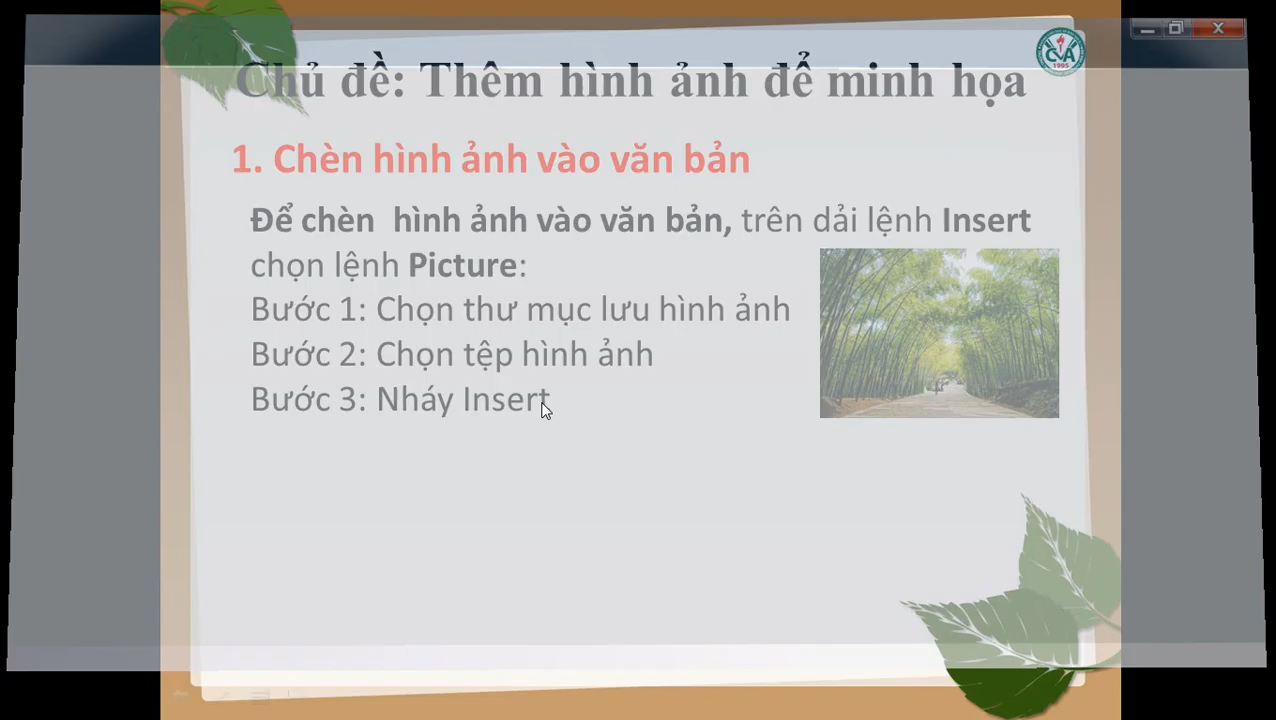 Chủ đề: Thêm hình ảnh để minh họa
CVA
1995
1. Chèn hình ảnh vào văn bản
Để chèn  hình ảnh vào văn bản, trên dải lệnh Insert
chọn lệnh Picture:
Bước 1: Chọn thư mục lưu hình ảnh
Bước 2: Chọn tệp hình ảnh
Bước 3: Nháy Insert